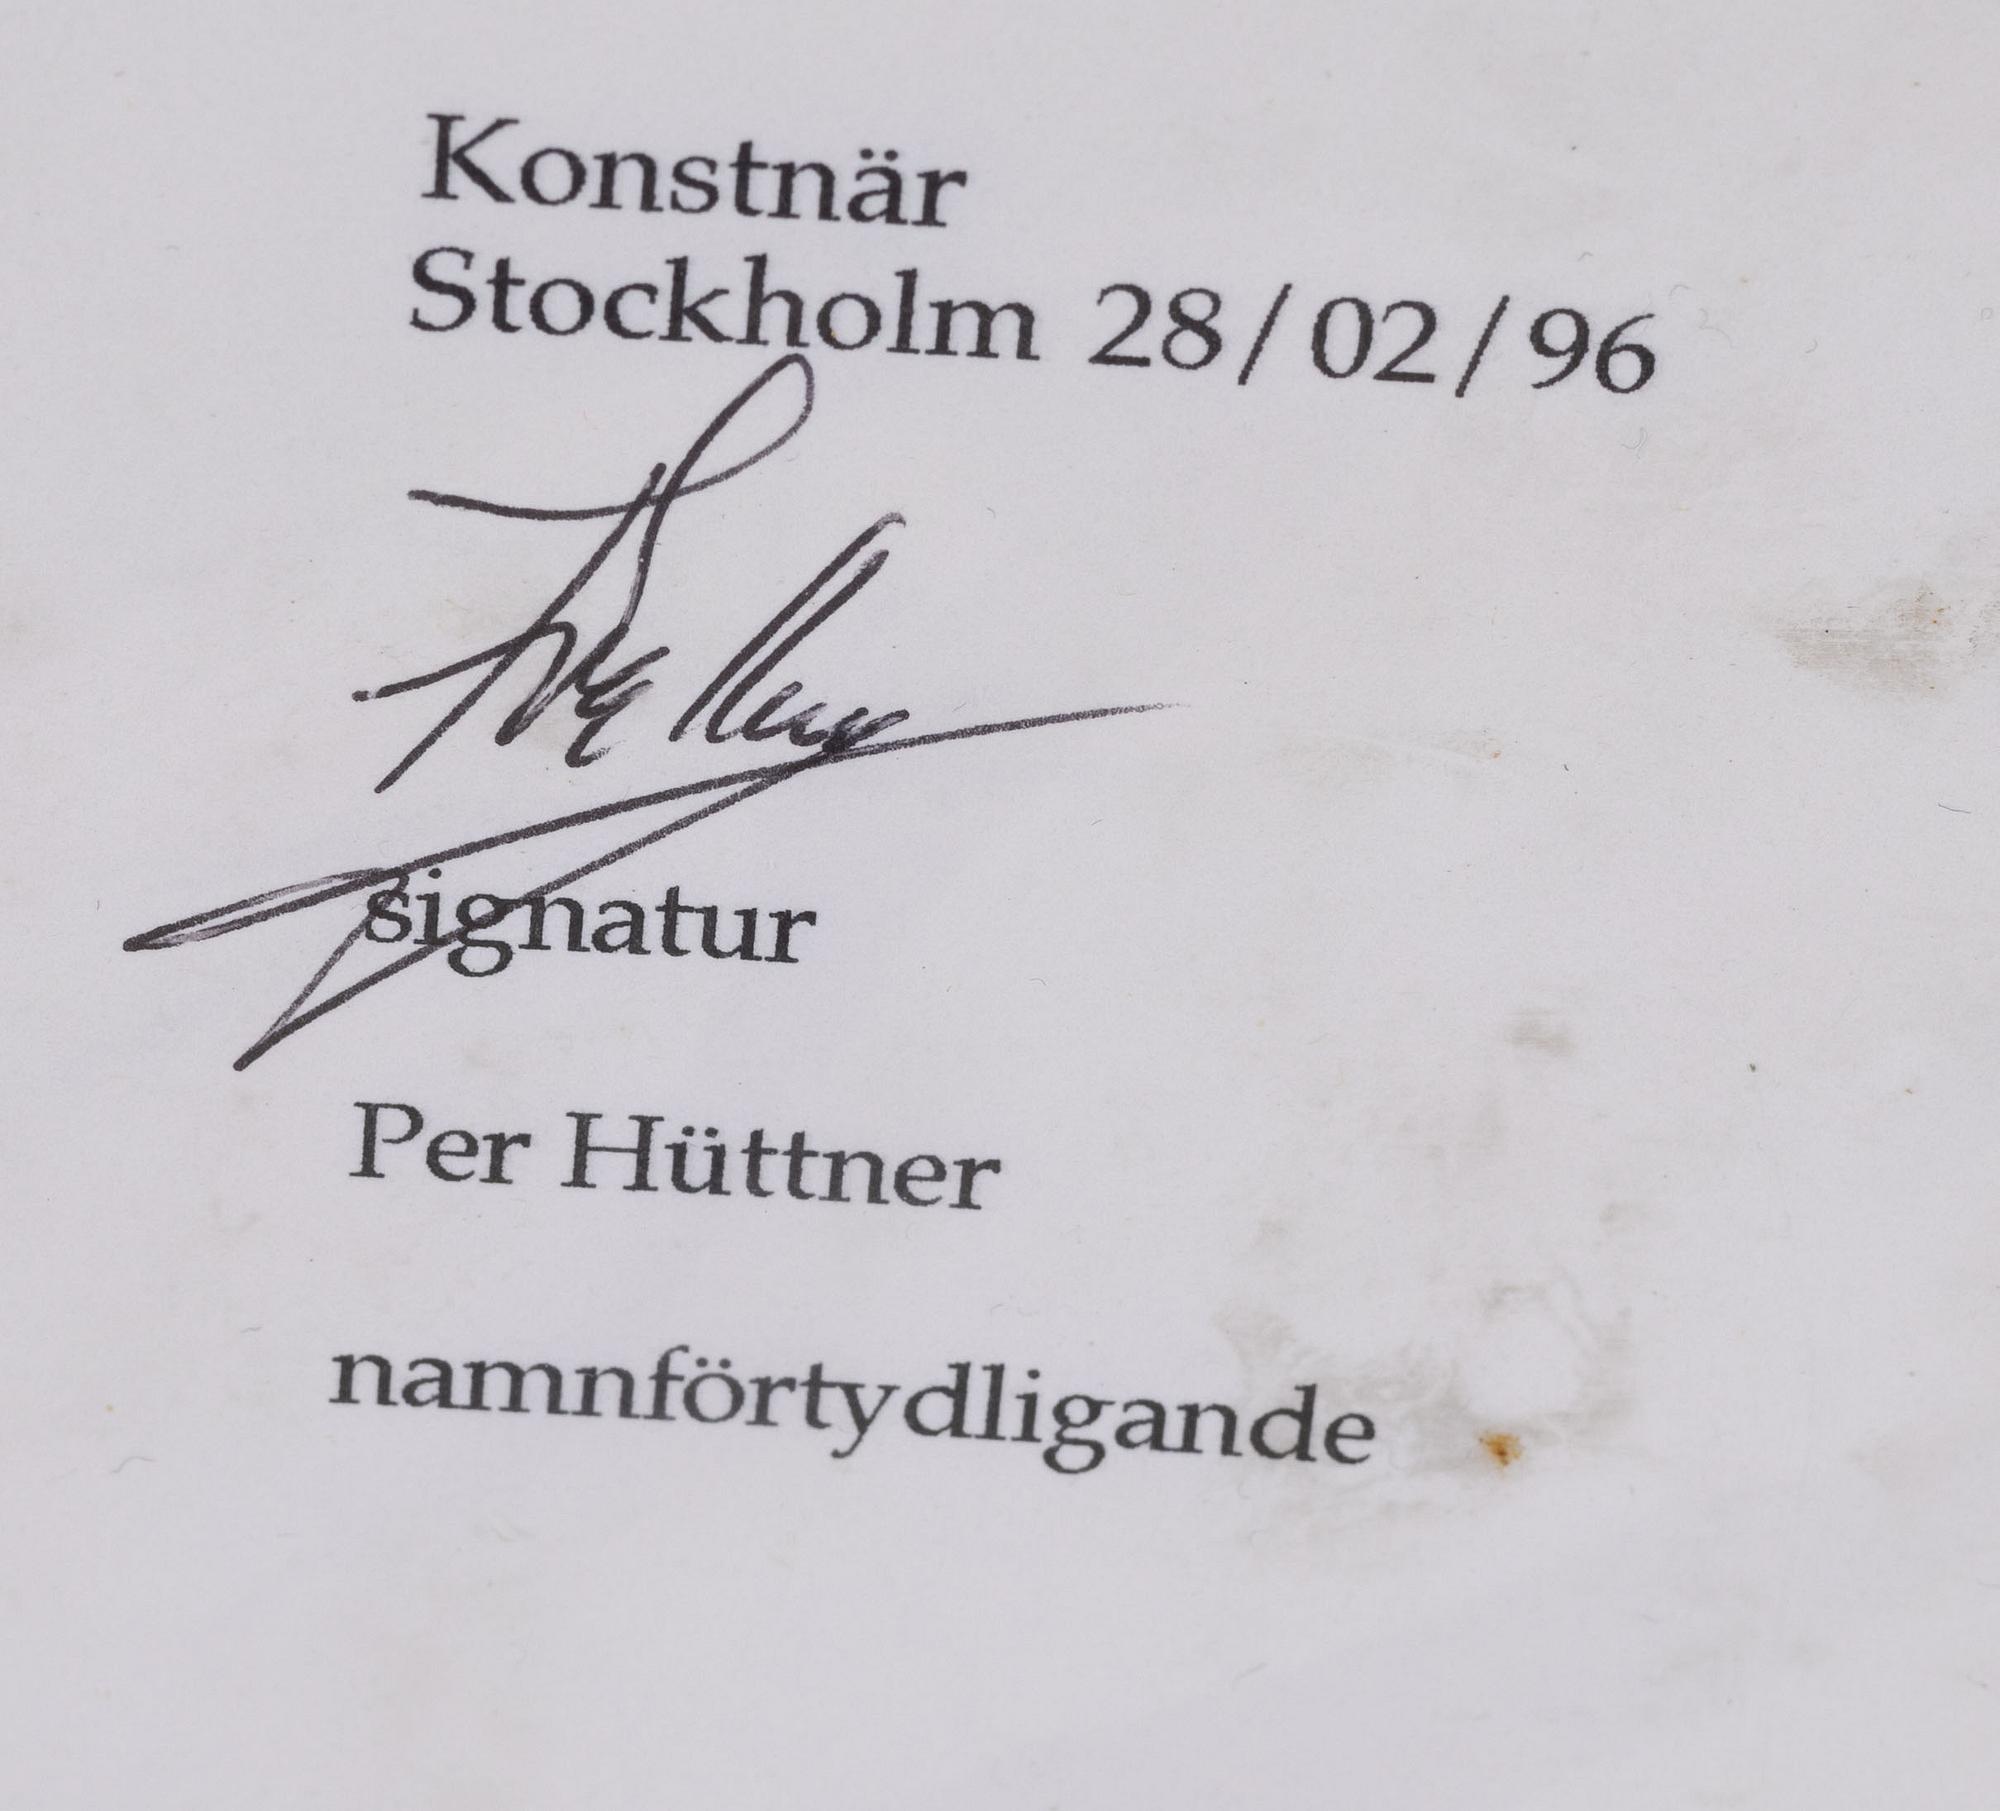 Konstnär
Stockholm 28/02/96
signatur
Per Hüttner
namnförtydligande